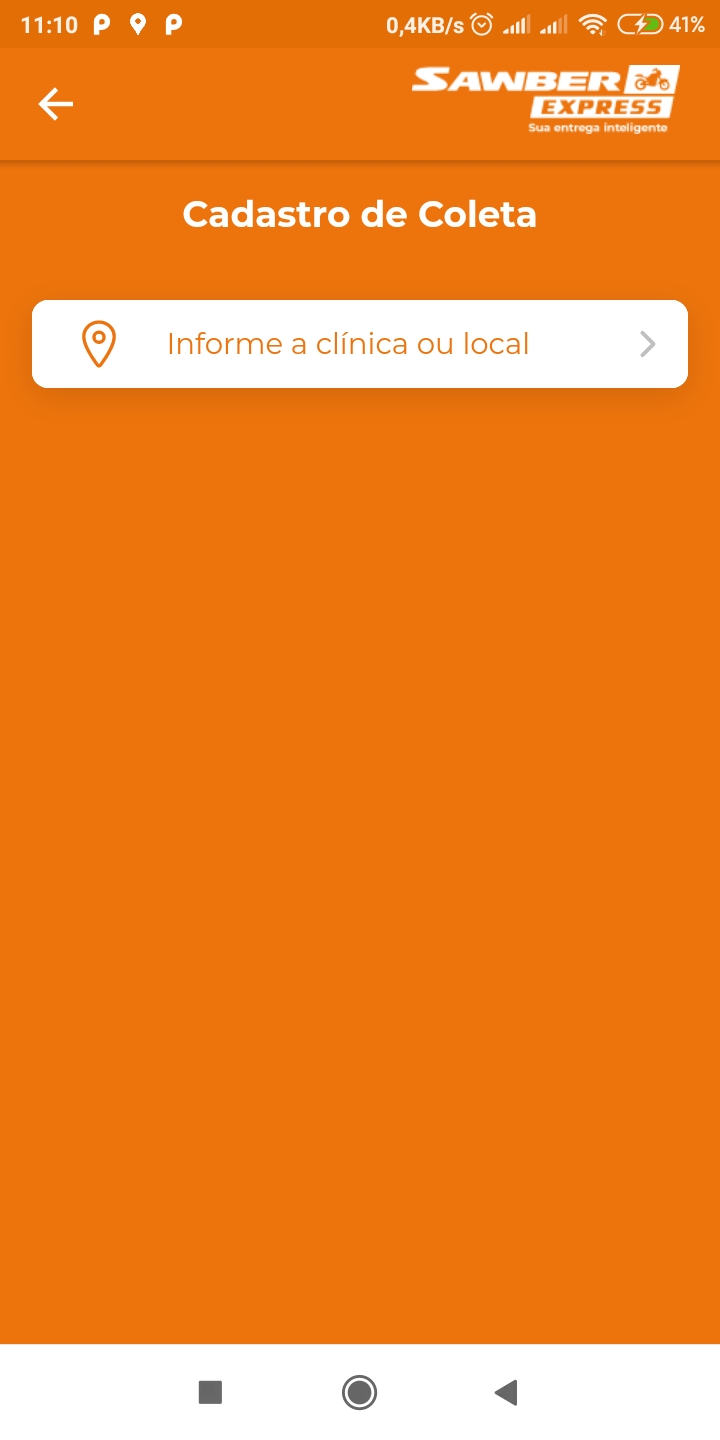 11:10 0,4KB/s 41%
SAWBER
EXPRESS
Sua entrega inteligente
Cadastro de Coleta
Informe a clínica ou local